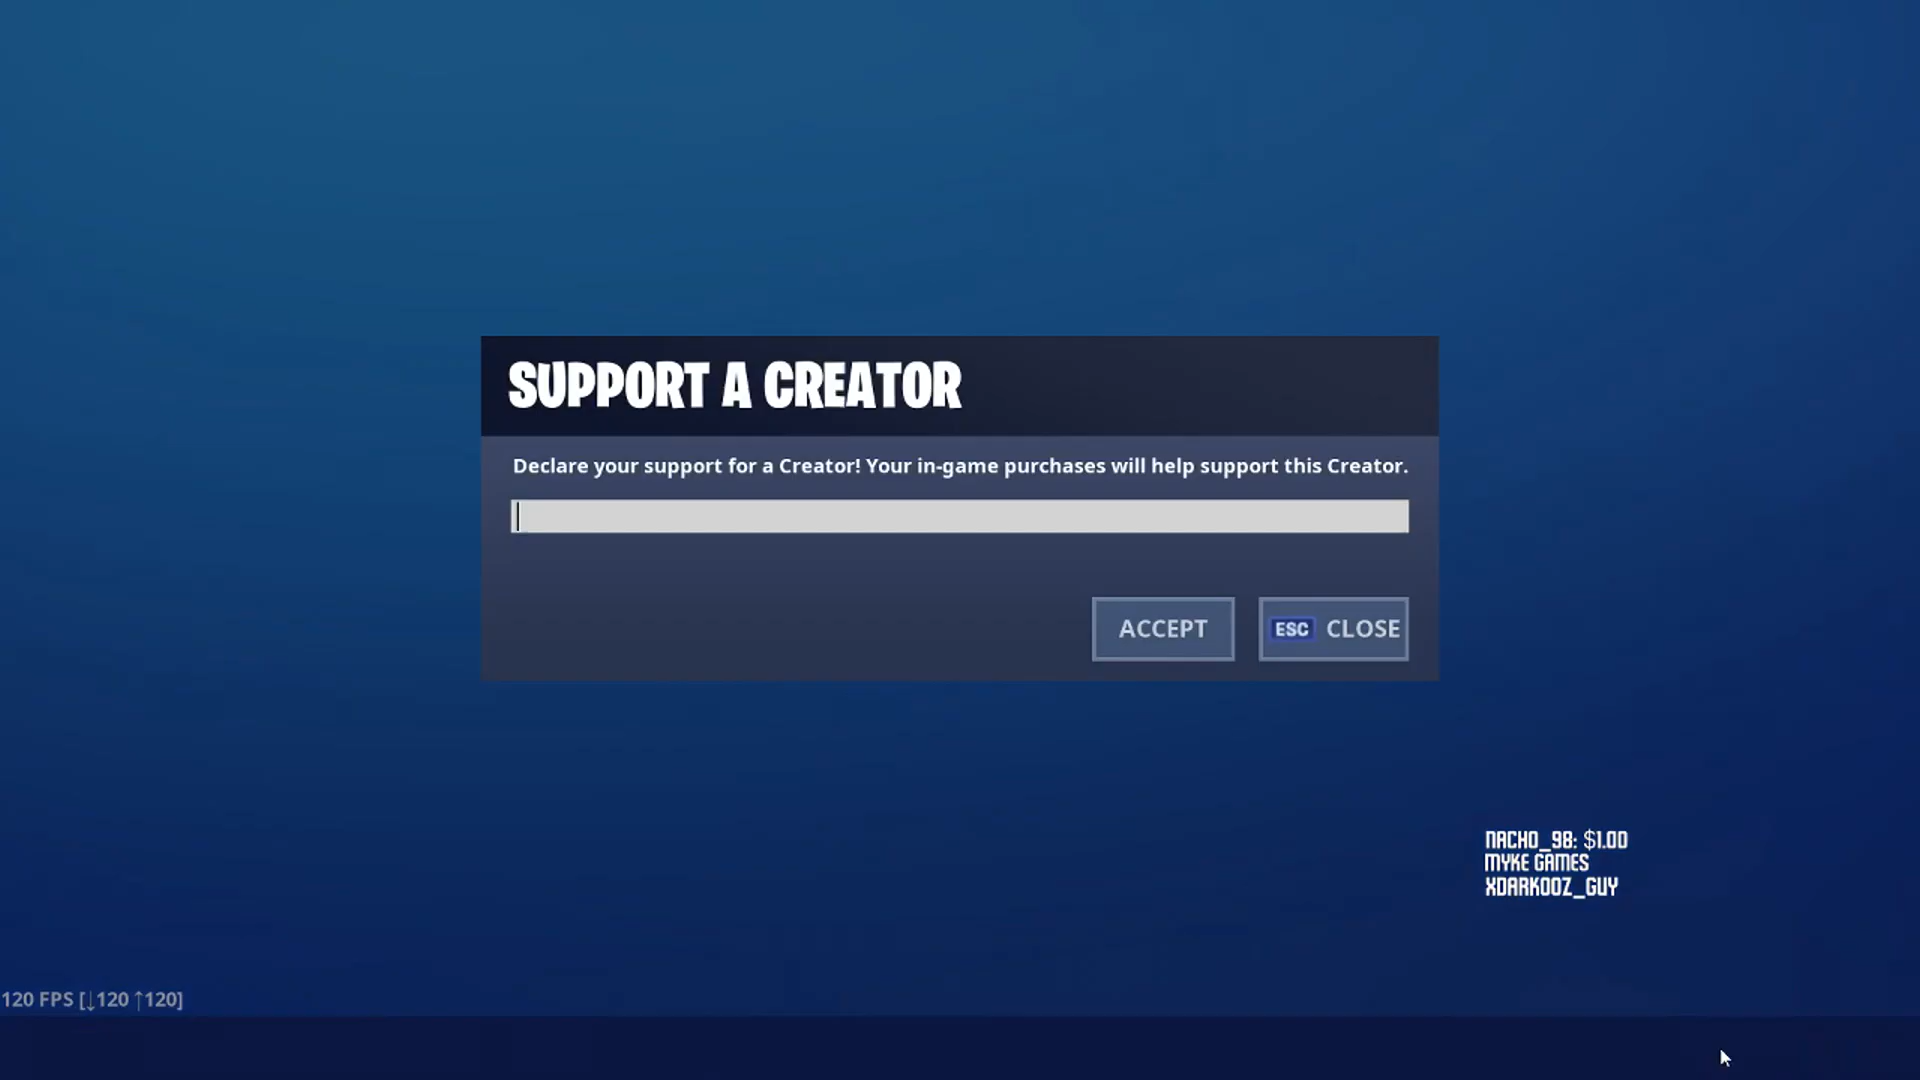 SUPPORT A CREATOR
Declare your support for a Creator! Your in-game purchases will help support this Creator.
ACCEPT
ESC CLOSE
NACHO_98: $1.00
MYKE GAMES
XDARKOOZ_GUY
120 FPS [↓120 ↑120]